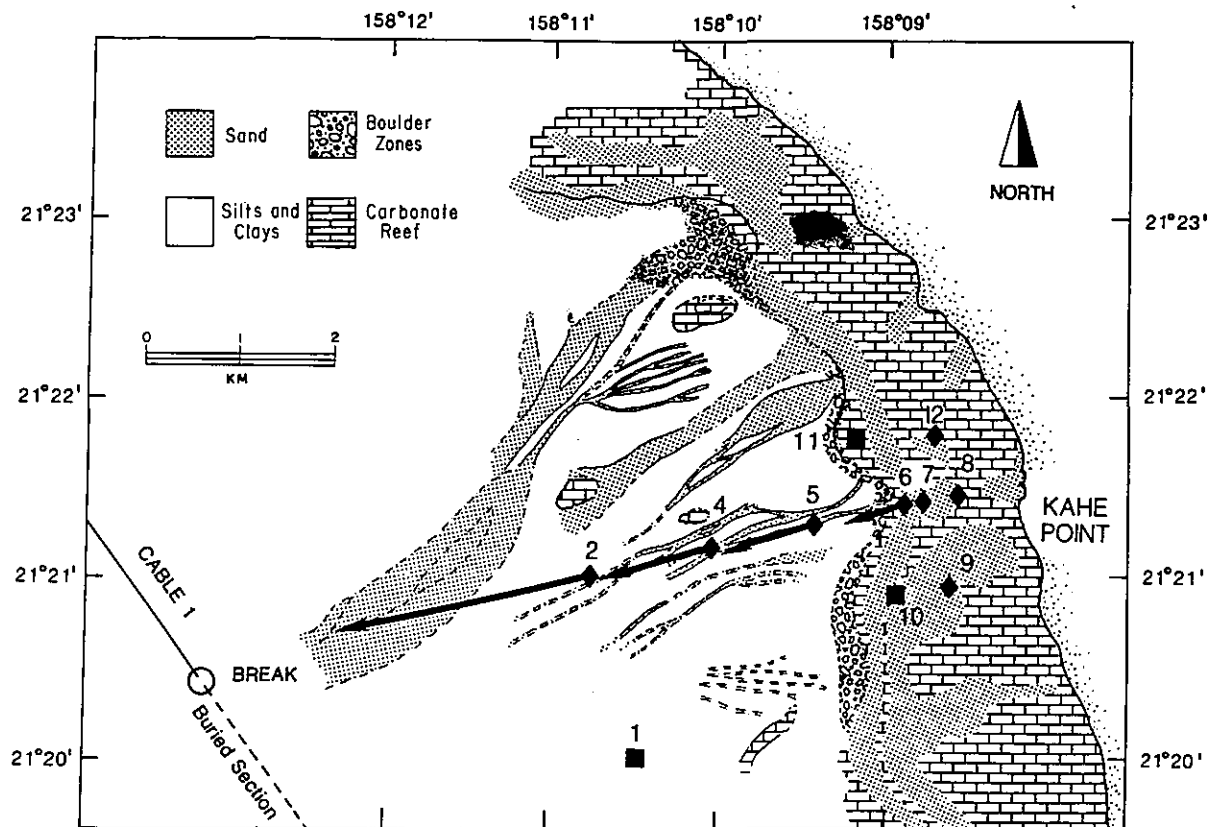 158°12' 158°11' 158°10' 158°09'
Sand
Boulder
Zones
Silts and
Clays
Carbonate
Reef
NORTH
21°23' 21°23'
0 1 2
KM
21°22' 21°22'
11 12
4 5 6 7 8
KAHE
POINT
2
21°21' 21°21'
9
10
CABLE 1
BREAK
Buried Section
1
21°20' 21°20'